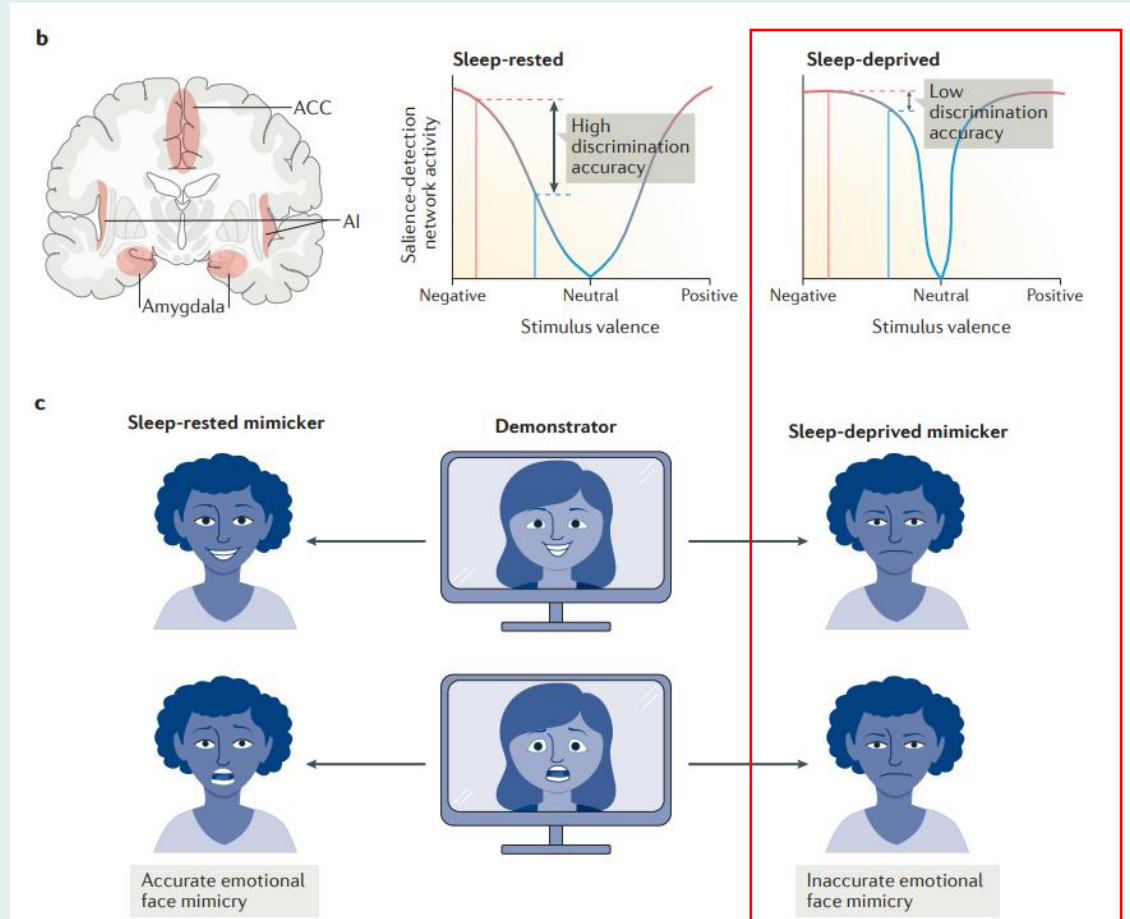 b
ACC
AI
Amygdala
Sleep-rested
Salience-detection
network activity
High
discrimination
accuracy
Negative
Neutral
Positive
Stimulus valence
Sleep-deprived
Low
discrimination
accuracy
Negative
Neutral
Positive
Stimulus valence
c
Sleep-rested mimicker
Demonstrator
Sleep-deprived mimicker
Accurate emotional
face mimicry
Inaccurate emotional
face mimicry